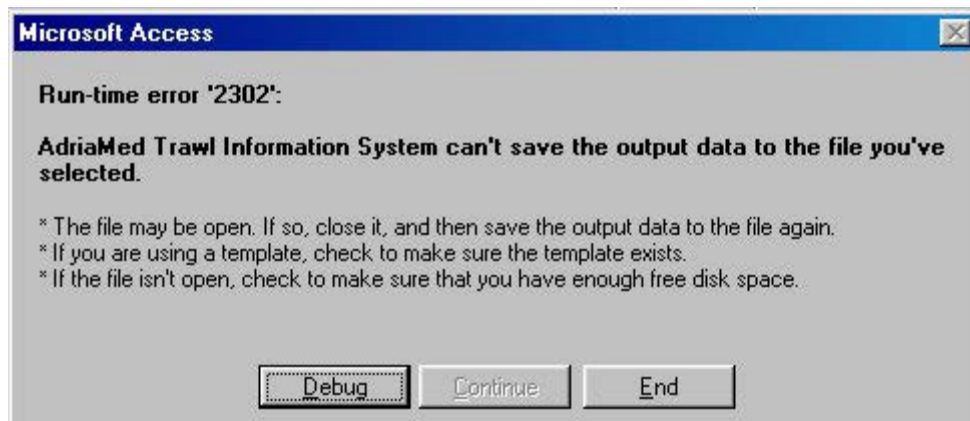 Microsoft Access
Run-time error '2302':
AdriaMed Trawl Information System can't save the output data to the file you've
selected.
* The file may be open. If so, close it, and then save the output data to the file again.
* If you are using a template, check to make sure the template exists.
* If the file isn't open, check to make sure that you have enough free disk space.
Debug Continue End